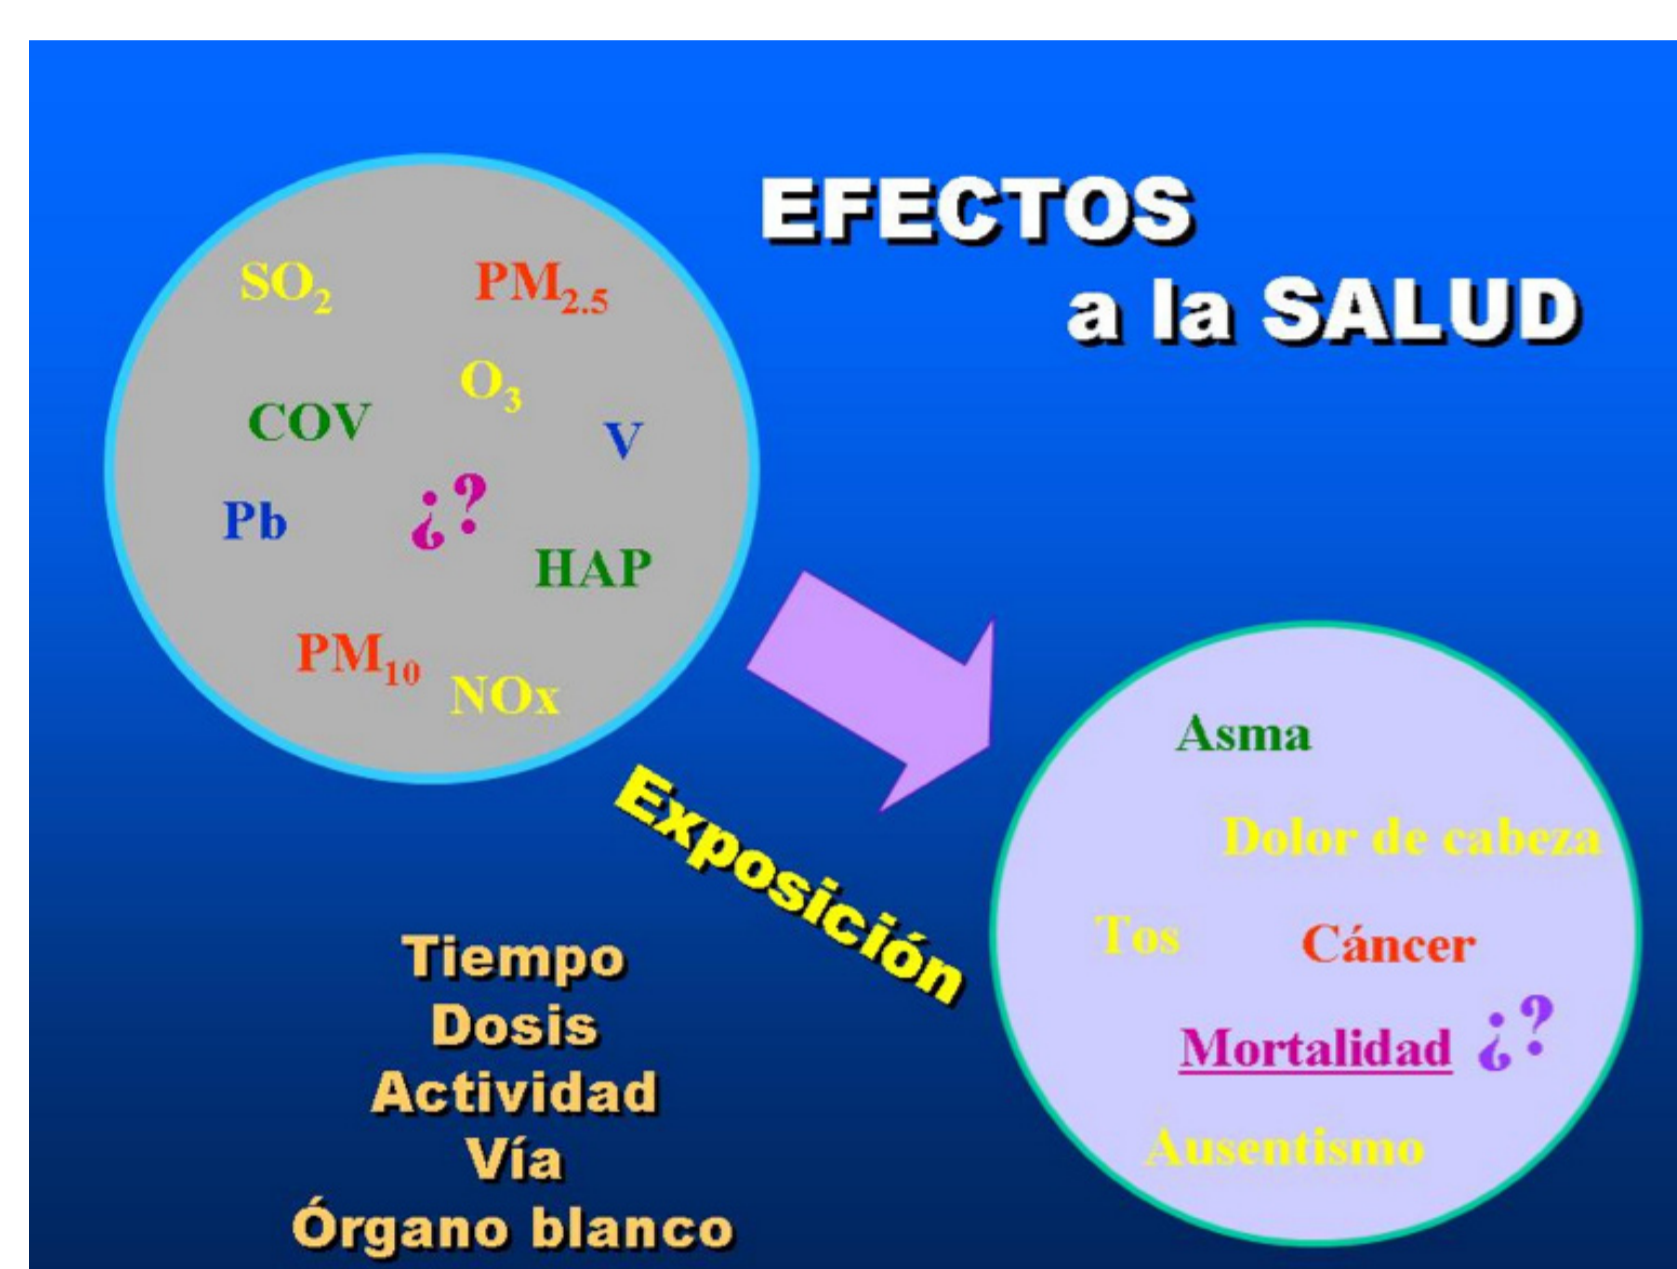 EFECTOS
a la SALUD
SO₂
PM₂.₅
O₃
COV
V
¿?
Pb
HAP
PM₁₀
NOx
Exposición
Tiempo
Dosis
Actividad
Vía
Órgano blanco
Asma
Dolor de cabeza
Tos
Cáncer
Mortalidad ¿?
Ausentismo